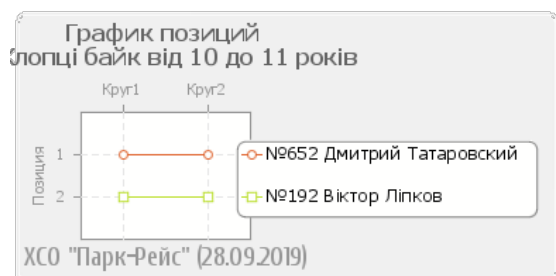 График позиций
лопці байк від 10 до 11 років
Круг1 Круг2
Позиция
1
2
№652 Дмитрий Татаровский
№192 Віктор Ліпков
ХСО "Парк-Рейс" (28.09.2019)